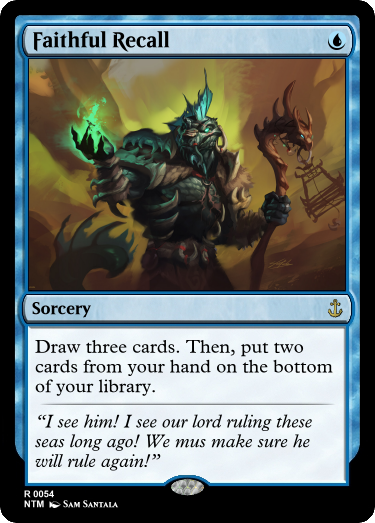 Faithful Recall
Sorcery
Draw three cards. Then, put two
cards from your hand on the bottom
of your library.
“I see him! I see our lord ruling these
seas long ago! We mus make sure he
will rule again!”
R 0054
NTM Sam Santala